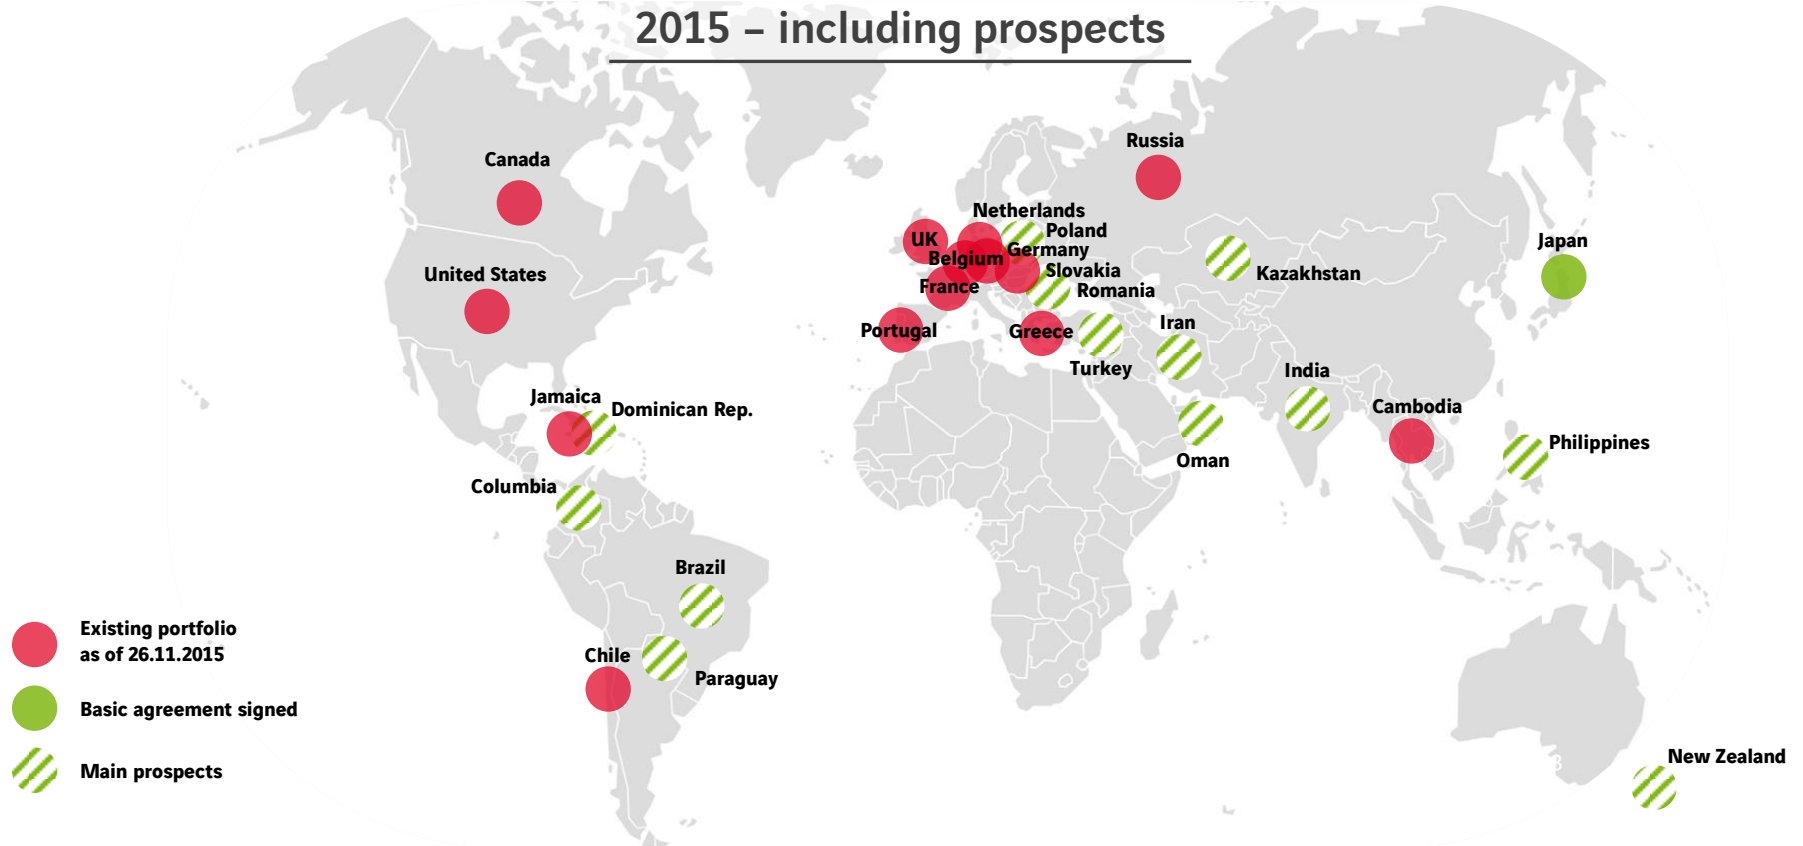 2015 – including prospects
Russia
Canada
Netherlands
Poland
UK
Germany
Japan
Belgium
Slovakia
Kazakhstan
United States
France
Romania
Portugal
Greece
Iran
Turkey
India
Jamaica
Dominican Rep.
Cambodia
Philippines
Oman
Columbia
Brazil
Existing portfolio
as of 26.11.2015
Chile
Paraguay
Basic agreement signed
New Zealand
Main prospects
3